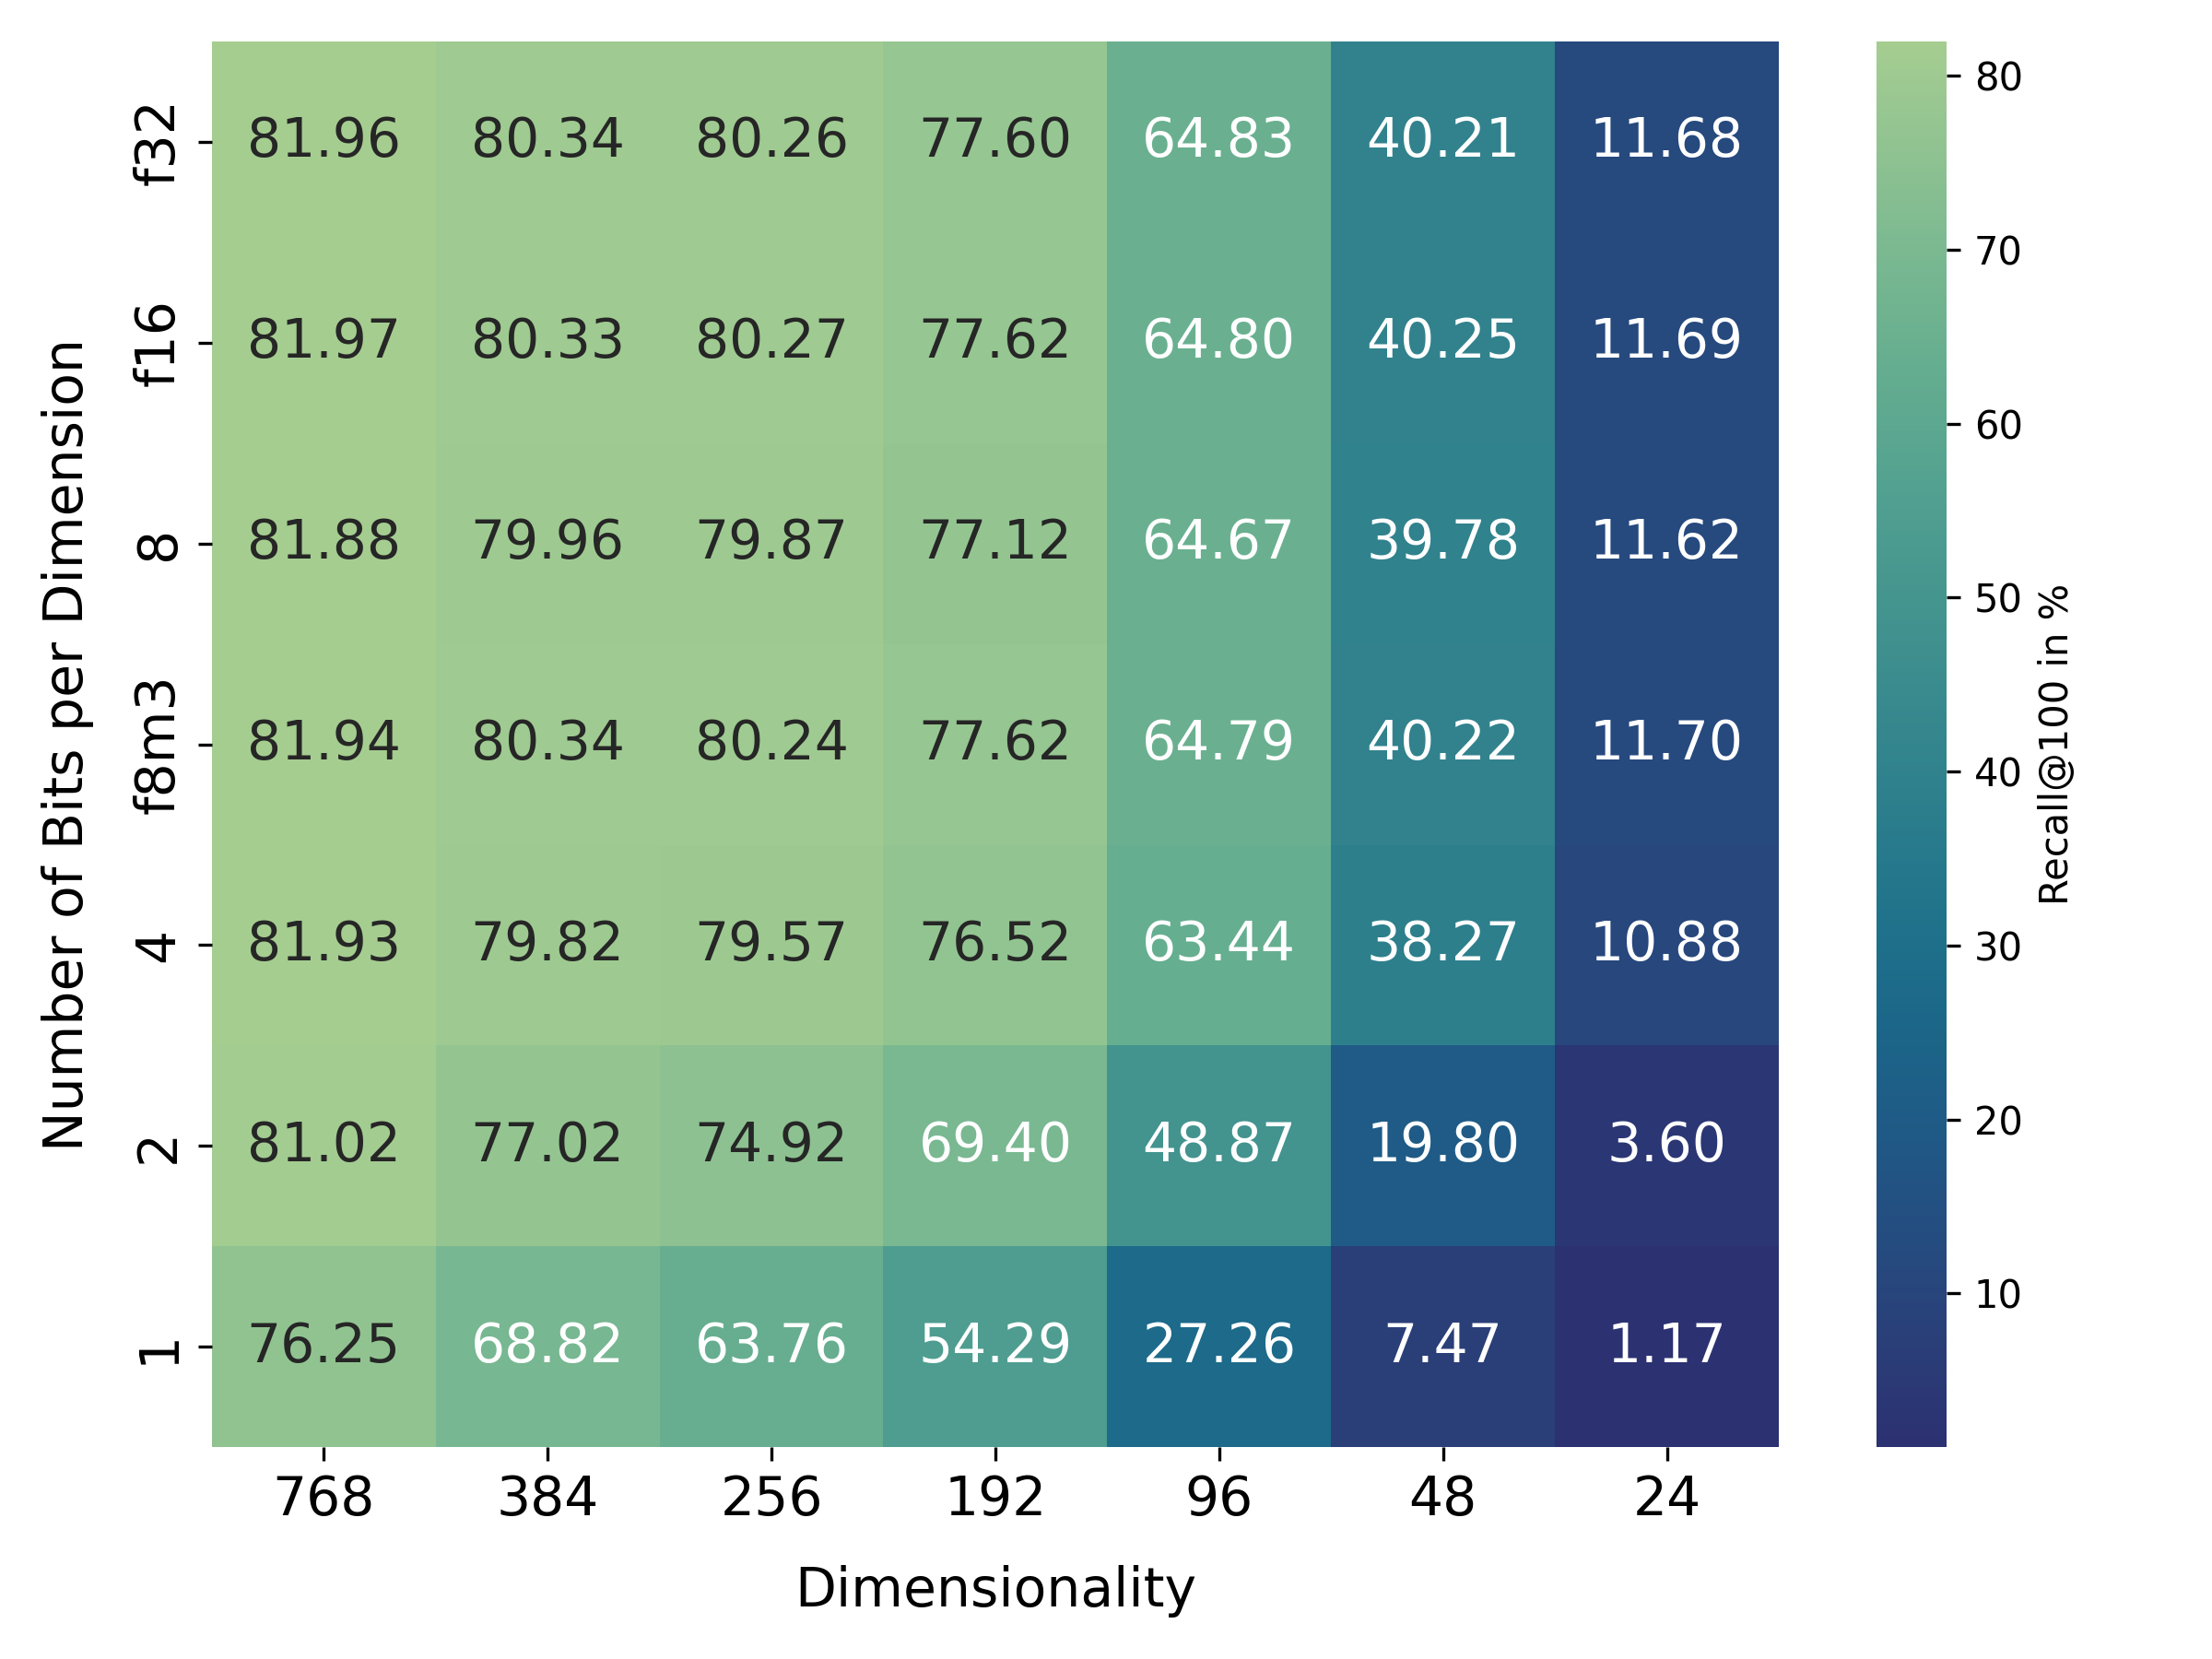 Number of Bits per Dimension
f32 81.96 80.34 80.26 77.60 64.83 40.21 11.68
f16 81.97 80.33 80.27 77.62 64.80 40.25 11.69
8 81.88 79.96 79.87 77.12 64.67 39.78 11.62
f8m3 81.94 80.34 80.24 77.62 64.79 40.22 11.70
4 81.93 79.82 79.57 76.52 63.44 38.27 10.88
2 81.02 77.02 74.92 69.40 48.87 19.80 3.60
1 76.25 68.82 63.76 54.29 27.26 7.47 1.17
768 384 256 192 96 48 24
Dimensionality
80
70
60
50
40
30
20
10
Recall@100 in %